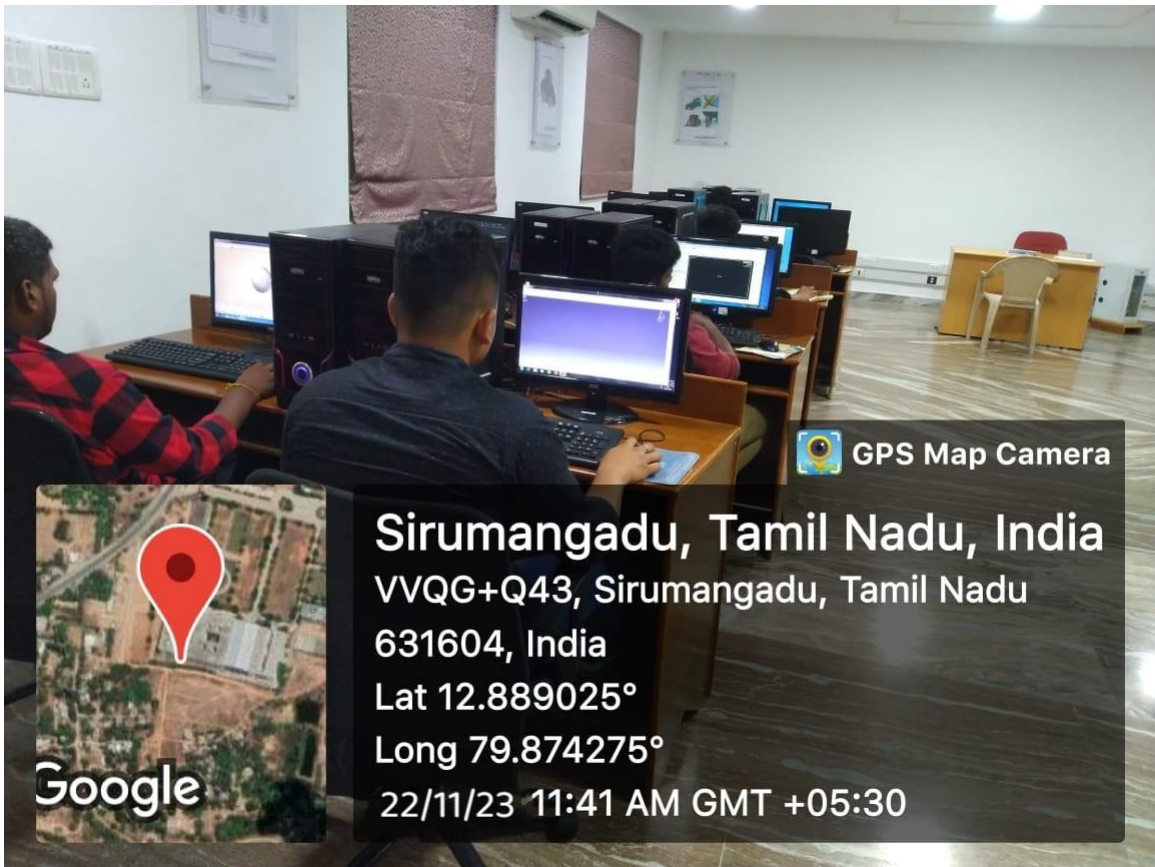 GPS Map Camera
Sirumangadu, Tamil Nadu, India
VVQG+Q43, Sirumangadu, Tamil Nadu
631604, India
Lat 12.889025°
Long 79.874275°
22/11/23 11:41 AM GMT +05:30
Google